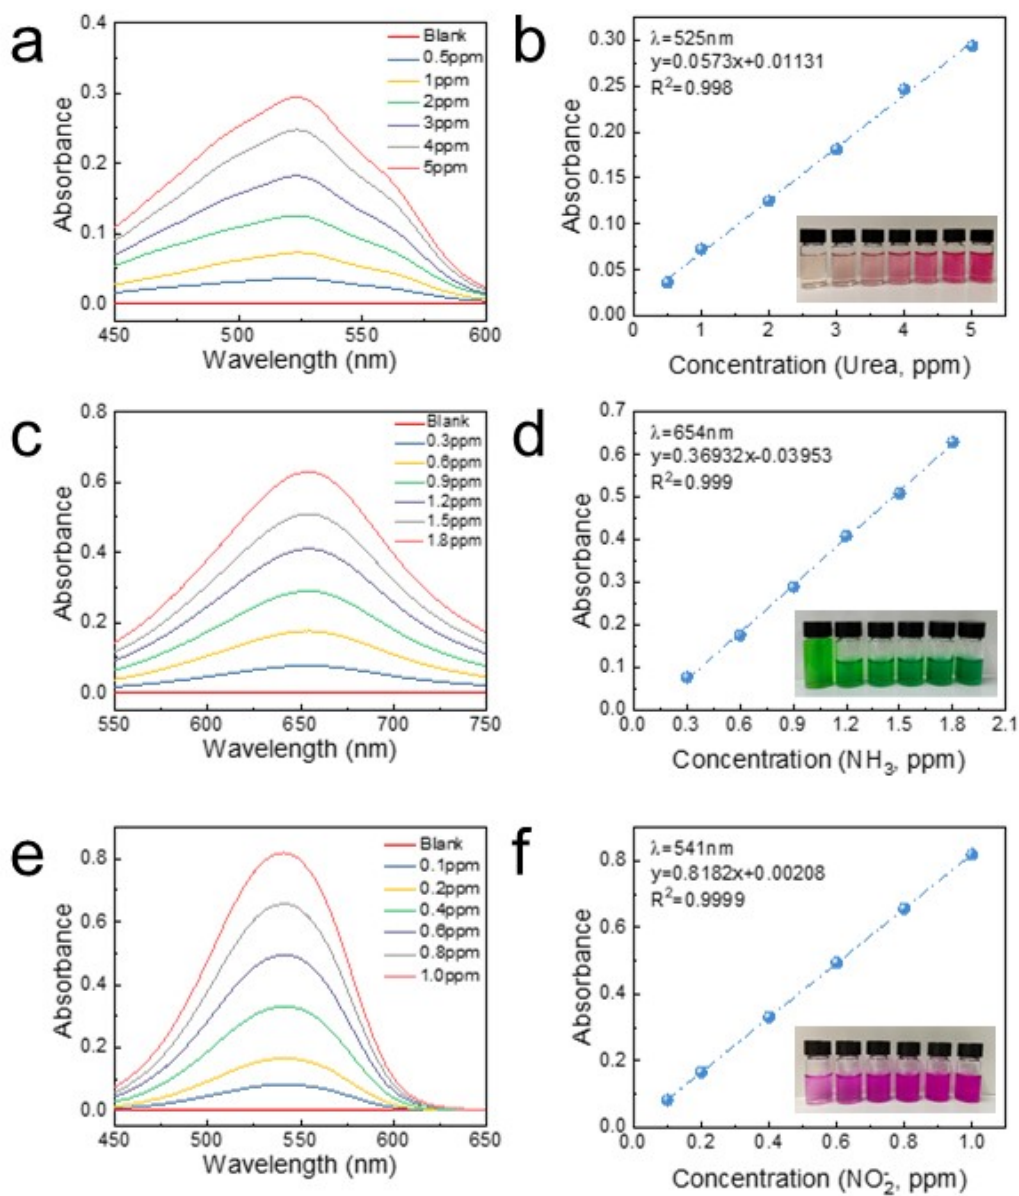 a
0.4
0.3
0.2
0.1
0.0
Absorbance
450
500
550
600
Wavelength (nm)
Blank
0.5ppm
1ppm
2ppm
3ppm
4ppm
5ppm
b
0.30
0.25
0.20
0.15
0.10
0.05
0.00
Absorbance
λ=525nm
y=0.0573x+0.01131
R²=0.998
0
1
2
3
4
5
Concentration (Urea, ppm)
c
0.8
0.6
0.4
0.2
0.0
Absorbance
550
600
650
700
750
Wavelength (nm)
Blank
0.3ppm
0.6ppm
0.9ppm
1.2ppm
1.5ppm
1.8ppm
d
0.7
0.6
0.5
0.4
0.3
0.2
0.1
0.0
Absorbance
λ=654nm
y=0.36932x-0.03953
R²=0.999
0.0
0.3
0.6
0.9
1.2
1.5
1.8
2.1
Concentration (NH₃, ppm)
e
0.8
0.6
0.4
0.2
0.0
Absorbance
450
500
550
600
650
Wavelength (nm)
Blank
0.1ppm
0.2ppm
0.4ppm
0.6ppm
0.8ppm
1.0ppm
f
0.8
0.6
0.4
0.2
0.0
Absorbance
λ=541nm
y=0.8182x+0.00208
R²=0.9999
0.0
0.2
0.4
0.6
0.8
1.0
Concentration (NO₂⁻, ppm)